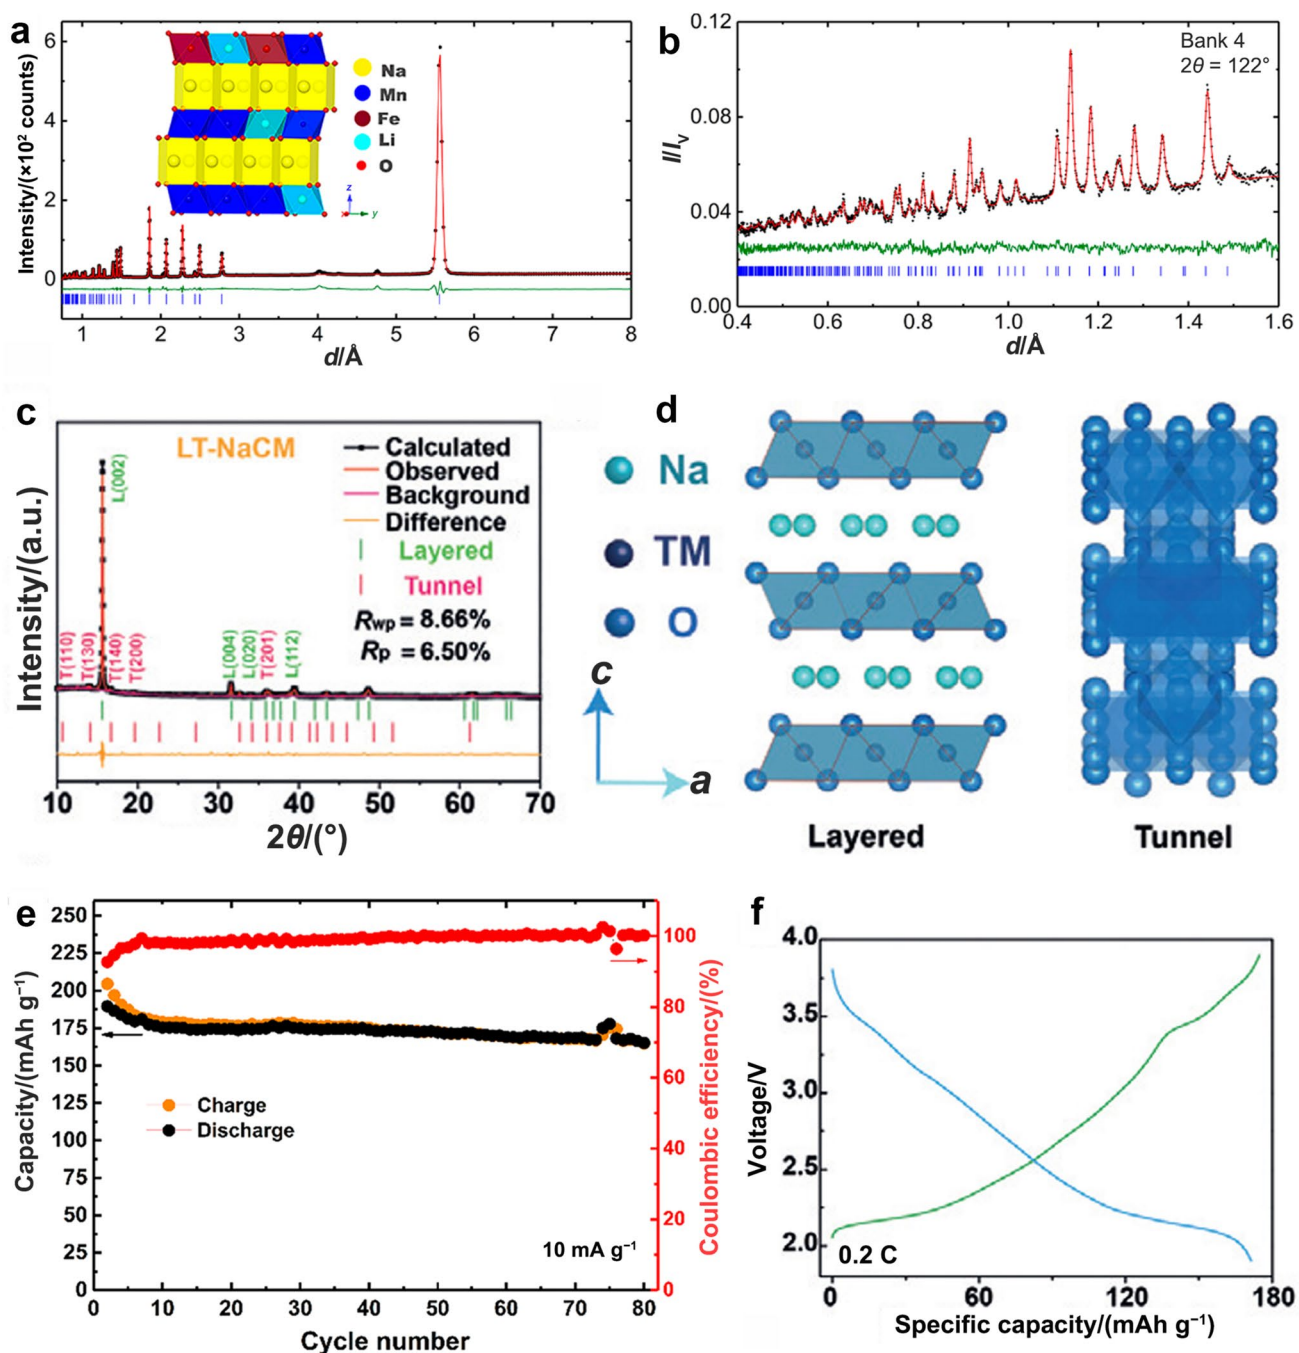 a
Intensity/(×10² counts)
6
4
2
0
Na
Mn
Fe
Li
O
z
x
y
1
2
3
4
5
6
7
8
d/Å
b
Bank 4
2θ = 122°
I/Iv
0.12
0.08
0.04
0.00
0.4
0.6
0.8
1.0
1.2
1.4
1.6
d/Å
c
LT-NaCM
Calculated
Observed
Background
Difference
Layered
Tunnel
Rwp = 8.66%
Rp = 6.50%
Intensity/(a.u.)
T(110)
T(130)
L(002)
T(140)
T(200)
L(004)
L(020)
T(201)
L(112)
10
20
30
40
50
60
70
2θ/(°)
d
Na
TM
O
c
a
Layered
Tunnel
e
Capacity/(mAh g⁻¹)
250
225
200
175
150
125
100
75
50
25
0
Charge
Discharge
10 mA g⁻¹
100
80
60
40
20
0
Coulombic efficiency/(%)
0
10
20
30
40
50
60
70
80
Cycle number
f
Voltage/V
4.0
3.5
3.0
2.5
2.0
0.2 C
0
60
120
180
Specific capacity/(mAh g⁻¹)